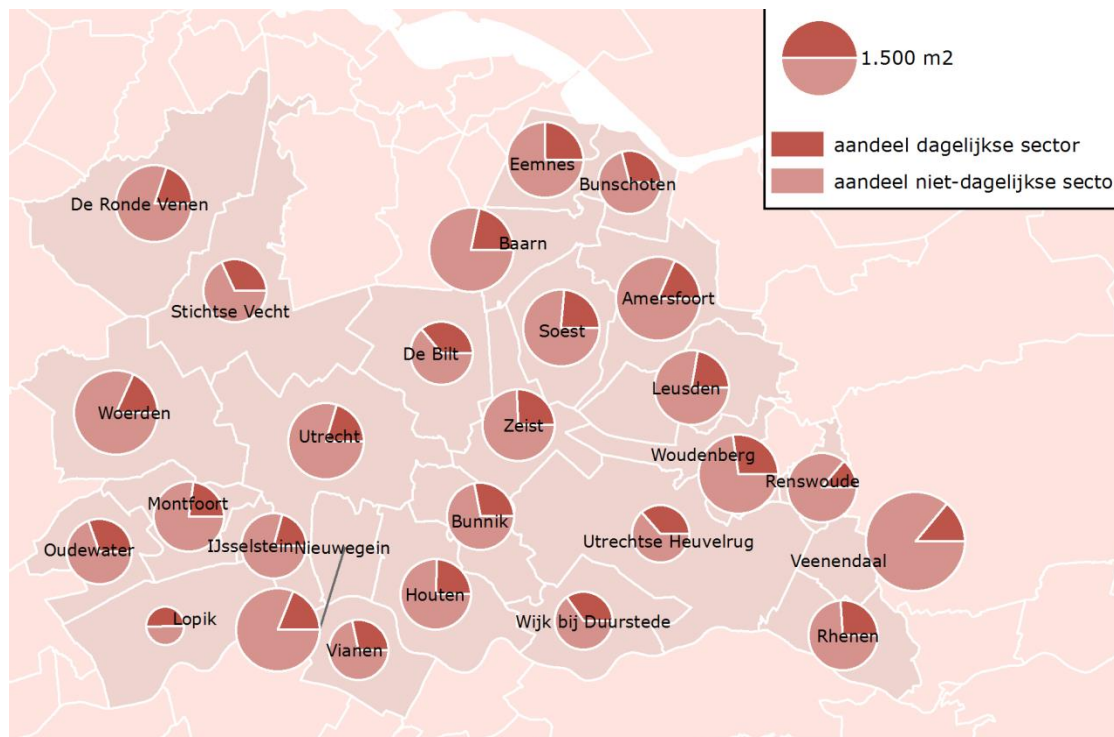 1.500 m2
aandeel dagelijkse sector
aandeel niet-dagelijkse secto
Eemnes
Bunschoten
De Ronde Venen
Baarn
Amersfoort
Stichtse Vecht
Soest
De Bilt
Leusden
Woerden
Zeist
Utrecht
Woudenberg
Renswoude
Montfoort
Bunnik
Utrechtse Heuvelrug
Oudewater
IJsselstein
Nieuwegein
Veenendaal
Houten
Lopik
Wijk bij Duurstede
Rhenen
Vianen